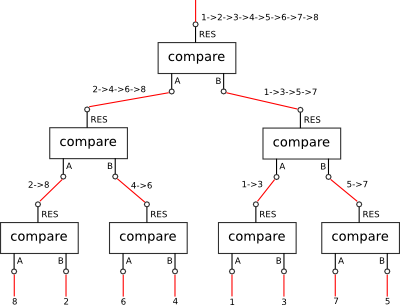 1->2->3->4->5->6->7->8
RES
compare
A B
2->4->6->8 1->3->5->7
RES RES
compare compare
A B A B
2->8 4->6 1->3 5->7
RES RES RES RES
compare compare compare compare
A B A B A B A B
8 2 6 4 1 3 7 5